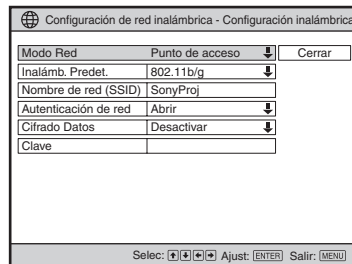 Configuración de red inalámbrica - Configuración inalámbrica
Modo Red Punto de acceso Cerrar
Inalámb. Predet. 802.11b/g
Nombre de red (SSID) SonyProj
Autenticación de red Abrir
Cifrado Datos Desactivar
Clave
Selec: Ajust: ENTER Salir: MENU